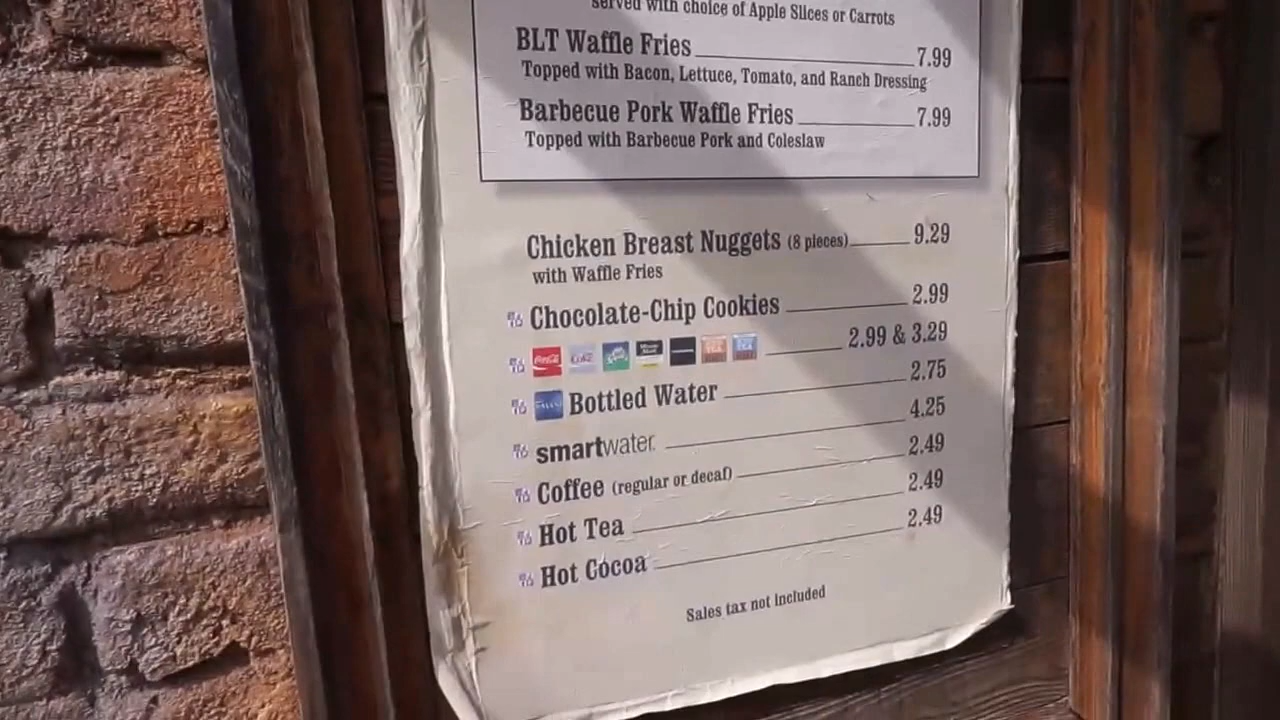 served with choice of Apple Slices or Carrots
BLT Waffle Fries 7.99
Topped with Bacon, Lettuce, Tomato, and Ranch Dressing
Barbecue Pork Waffle Fries 7.99
Topped with Barbecue Pork and Coleslaw
Chicken Breast Nuggets (8 pieces) 9.29
with Waffle Fries
Chocolate-Chip Cookies 2.99
Coca-Cola Coke 2.99 & 3.29
Bottled Water 2.75
smartwater. 4.25
Coffee (regular or decaf) 2.49
Hot Tea 2.49
Hot Cocoa 2.49
Sales tax not included